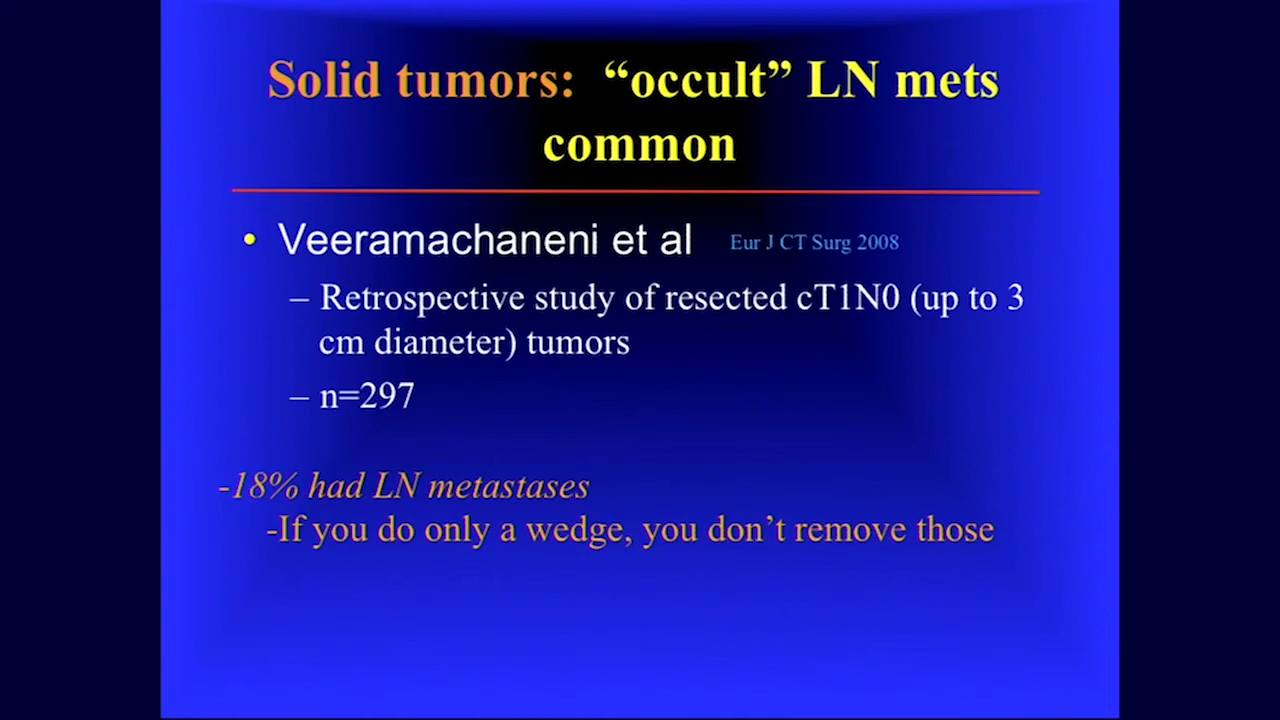 Solid tumors: “occult” LN mets
common
• Veeramachaneni et al Eur J CT Surg 2008
– Retrospective study of resected cT1N0 (up to 3
cm diameter) tumors
– n=297
-18% had LN metastases
-If you do only a wedge, you don’t remove those